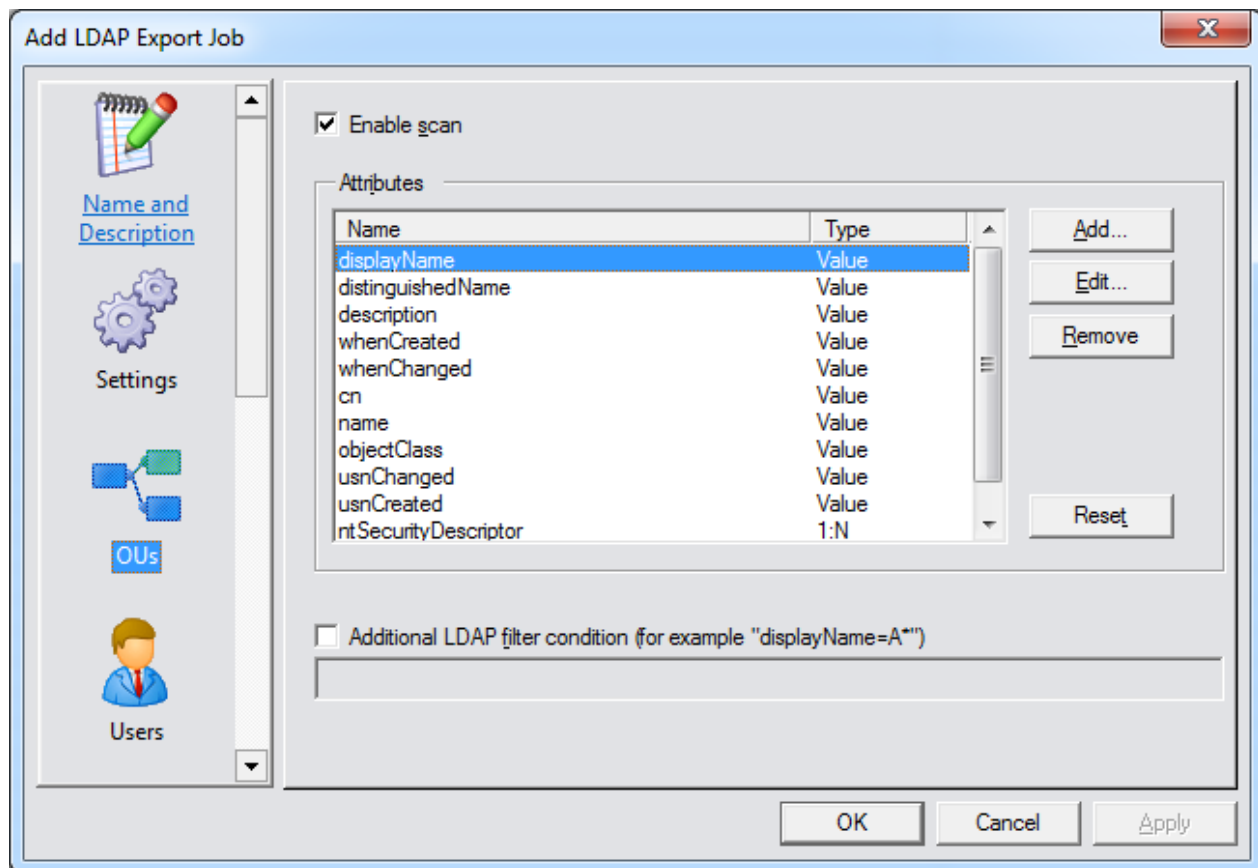 Add LDAP Export Job
Name and
Description
Settings
OUs
Users
Enable scan
Attributes
Name Type
displayName Value
distinguishedName Value
description Value
whenCreated Value
whenChanged Value
cn Value
name Value
objectClass Value
usnChanged Value
usnCreated Value
ntSecurityDescriptor 1:N
Add...
Edit...
Remove
Reset
Additional LDAP filter condition (for example "displayName=A*")
OK Cancel Apply